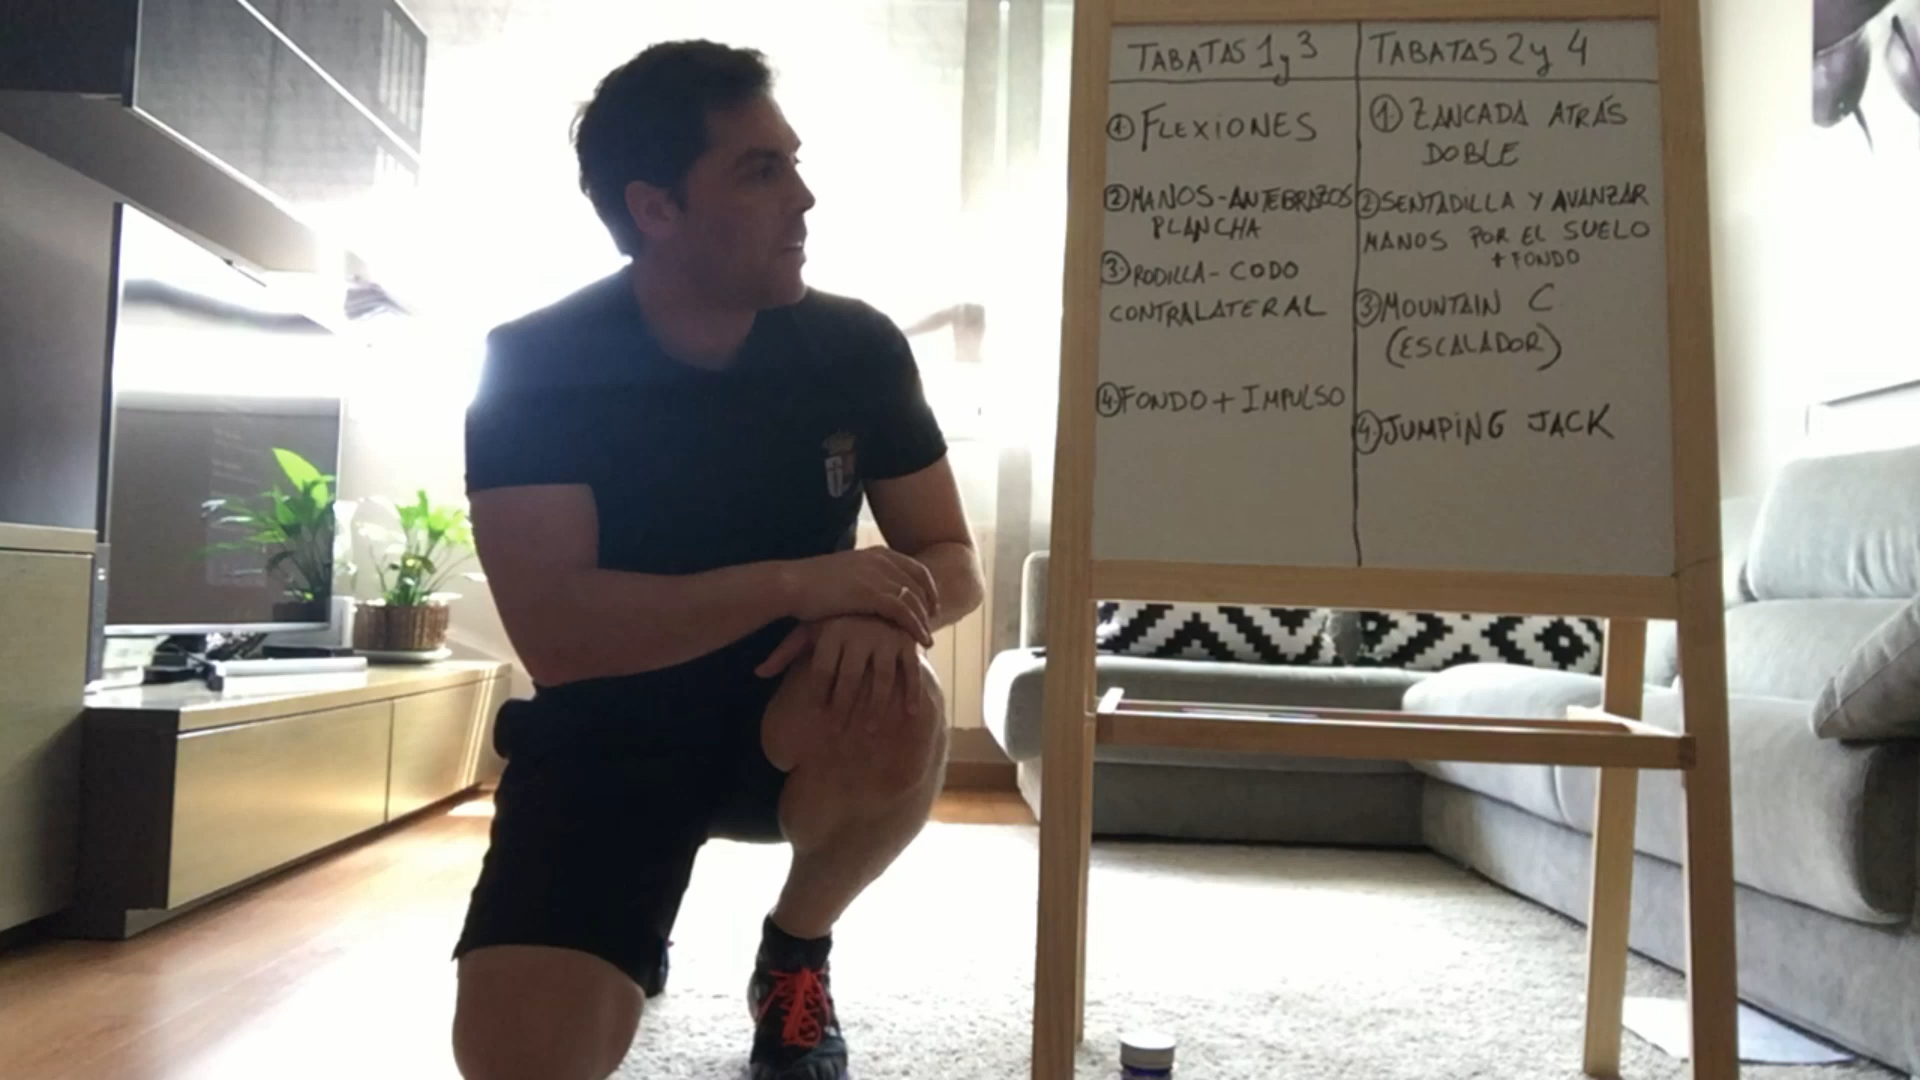 TABATAS 1 y 3
① FLEXIONES
② MANOS-ANTEBRAZOS
PLANCHA
③ RODILLA-CODO
CONTRALATERAL
④ FONDO + IMPULSO
TABATAS 2 y 4
① ZANCADA ATRÁS
DOBLE
② SENTADILLA Y AVANZAR
MANOS POR EL SUELO
+ FONDO
③ MOUNTAIN C
(ESCALADOR)
④ JUMPING JACK